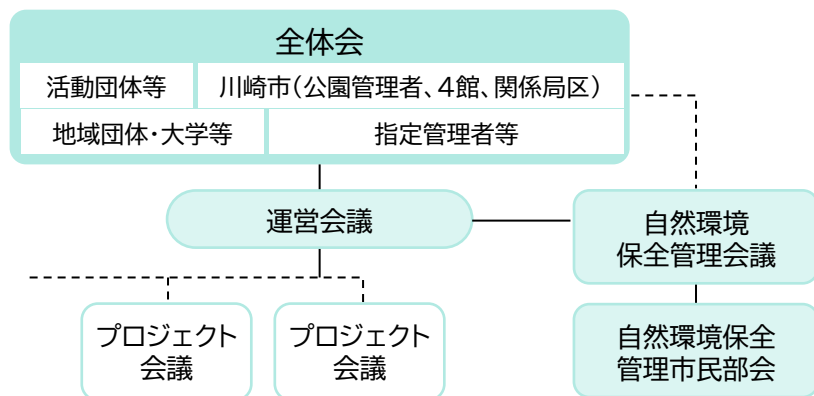 全体会
活動団体等
川崎市（公園管理者、4館、関係局区）
地域団体・大学等
指定管理者等
運営会議
自然環境
保全管理会議
プロジェクト
会議
プロジェクト
会議
自然環境保全
管理市民部会